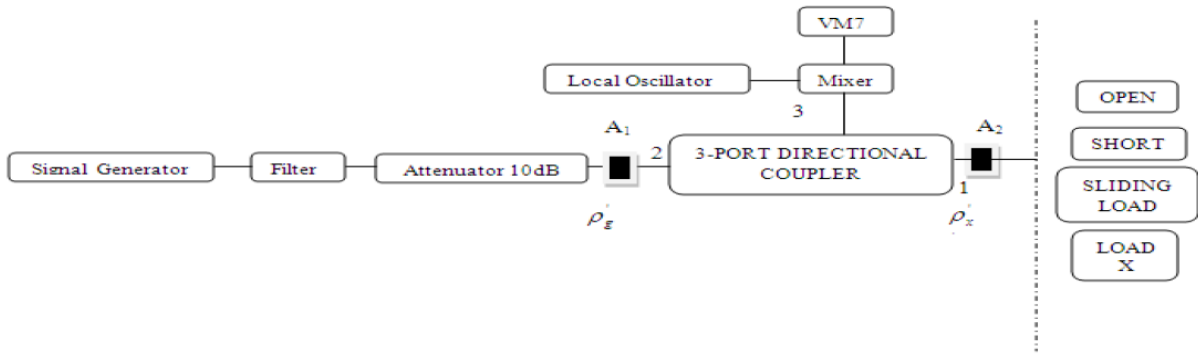 VM7
Local Oscillator
Mixer
3
A1
A2
Signal Generator
Filter
Attenuator 10dB
2
3-PORT DIRECTIONAL
COUPLER
1
ρ'g
ρ'x
OPEN
SHORT
SLIDING
LOAD
LOAD
X